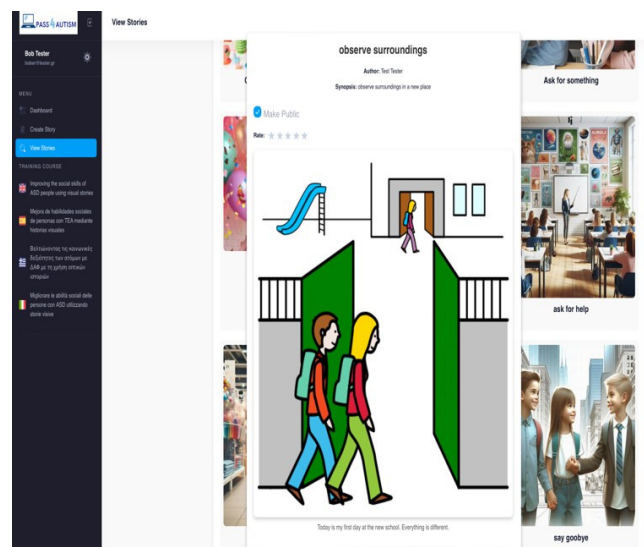 PASS 4 AUTISM
View Stories
Bob Tester
MENU
Dashboard
Create Story
View Stories
TRAINING COURSE
Improving the social skills of
ASD people using visual stories
Mejora de habilidades sociales
de personas con TEA mediante
historias visuales
Βελτιώνοντας τις κοινωνικές
δεξιότητες των ατόμων με
ΔΑΦ με τη χρήση οπτικών
ιστοριών
Migliorare le abilità sociali delle
persone con ASD utilizzando
storie visive
observe surroundings
Author: Test Tester
Synopsis: observe surroundings in a new place
Make Public
Rate:
Today is my first day at the new school. Everything is different.
Ask for something
ask for help
say goobye